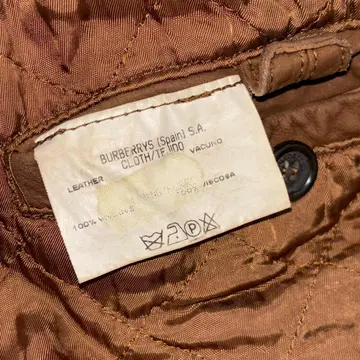 BURBERRYS (Spain) S.A.
CLOTH/TEJIDO
LEATHER VACUNO
100% VISCOSA
P